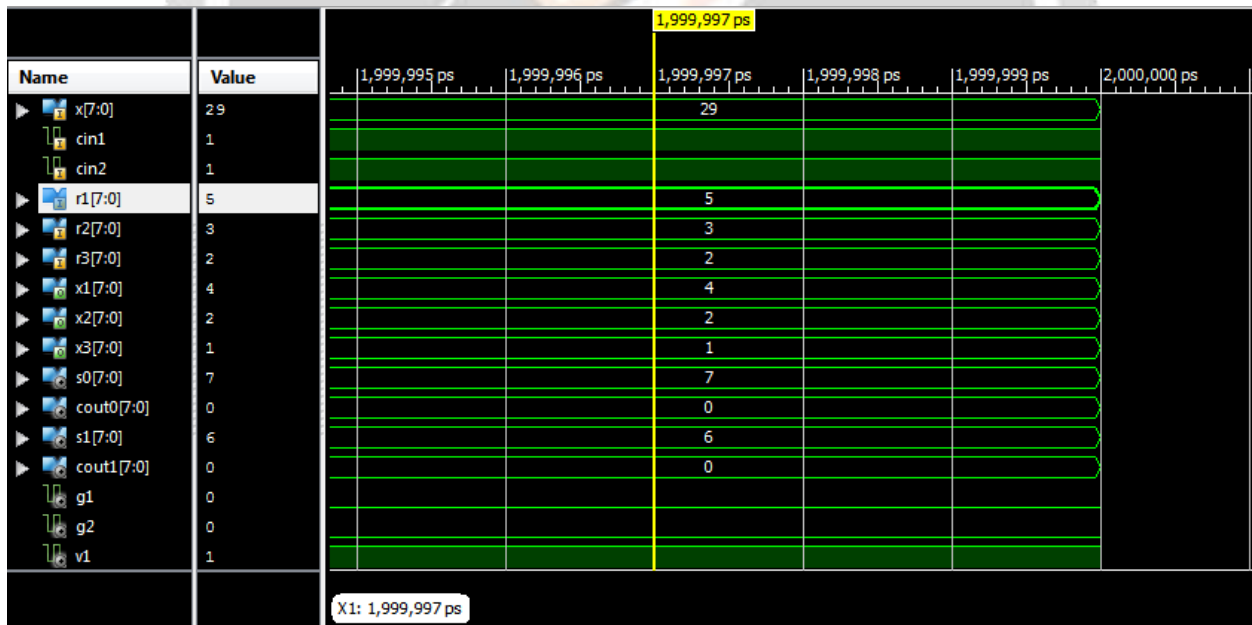 1,999,997 ps
Name Value |1,999,995 ps |1,999,996 ps |1,999,997 ps |1,999,998 ps |1,999,999 ps |2,000,000 ps
x[7:0] 29 29
cin1 1
cin2 1
r1[7:0] 5 5
r2[7:0] 3 3
r3[7:0] 2 2
x1[7:0] 4 4
x2[7:0] 2 2
x3[7:0] 1 1
s0[7:0] 7 7
cout0[7:0] 0 0
s1[7:0] 6 6
cout1[7:0] 0 0
g1 0
g2 0
v1 1
X1: 1,999,997 ps